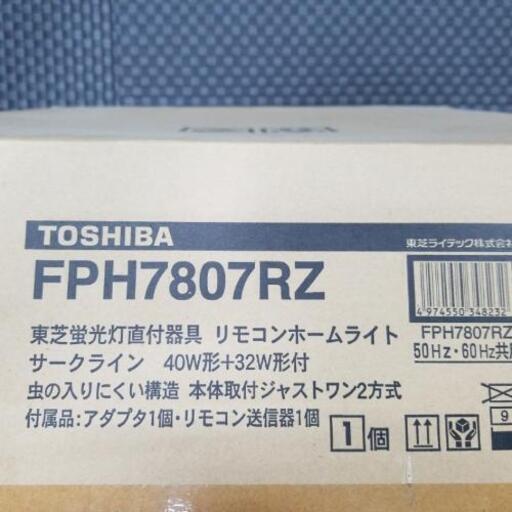 TOSHIBA
東芝ライテック株式会社
FPH7807RZ
4 974550 348232
東芝蛍光灯直付器具 リモコンホームライト
FPH7807RZ
サークライン 40W形+32W形付
50Hz・60Hz共用
虫の入りにくい構造 本体取付ジャストワン2方式
付属品:アダプタ1個・リモコン送信器1個
1個
9